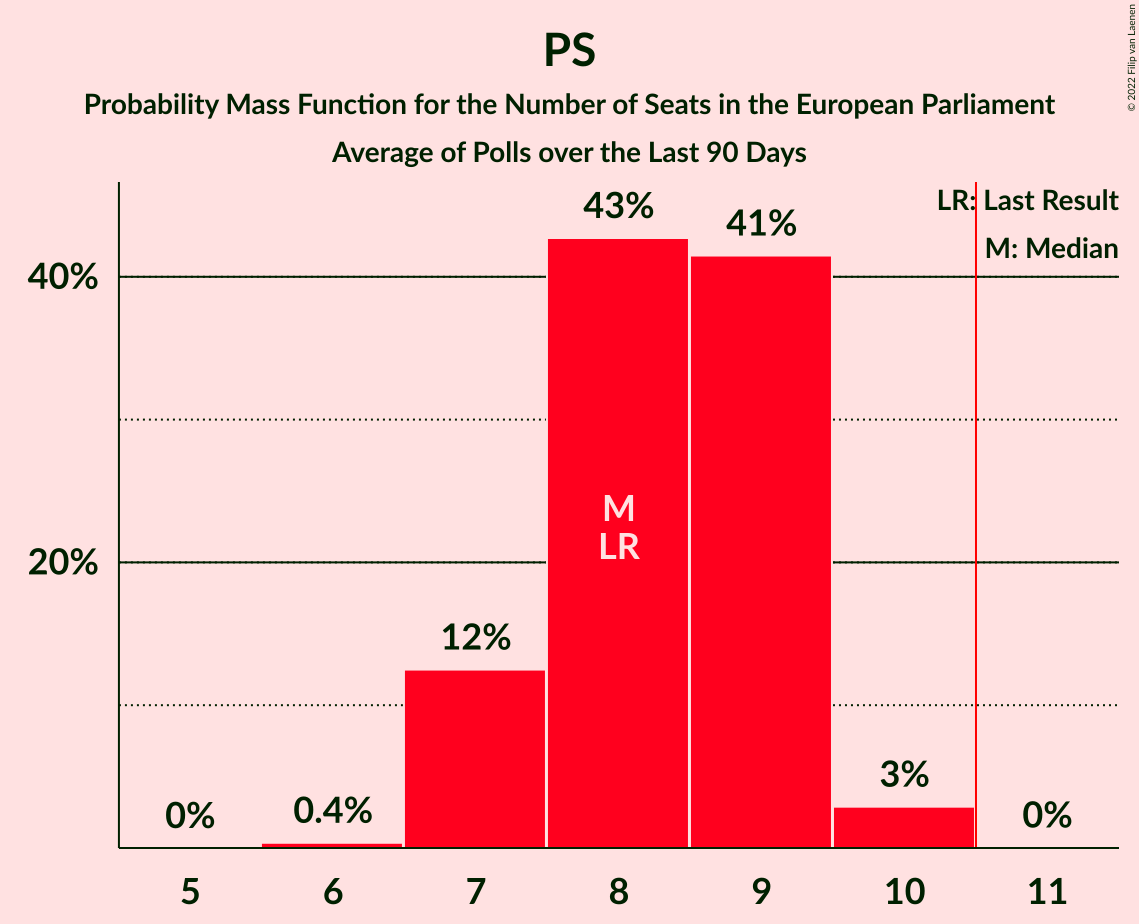 PS
Probability Mass Function for the Number of Seats in the European Parliament
Average of Polls over the Last 90 Days
© 2022 Filip van Laenen
LR: Last Result
M: Median
40%
20%
0%
0.4%
12%
43%
41%
3%
0%
M
LR
5 6 7 8 9 10 11